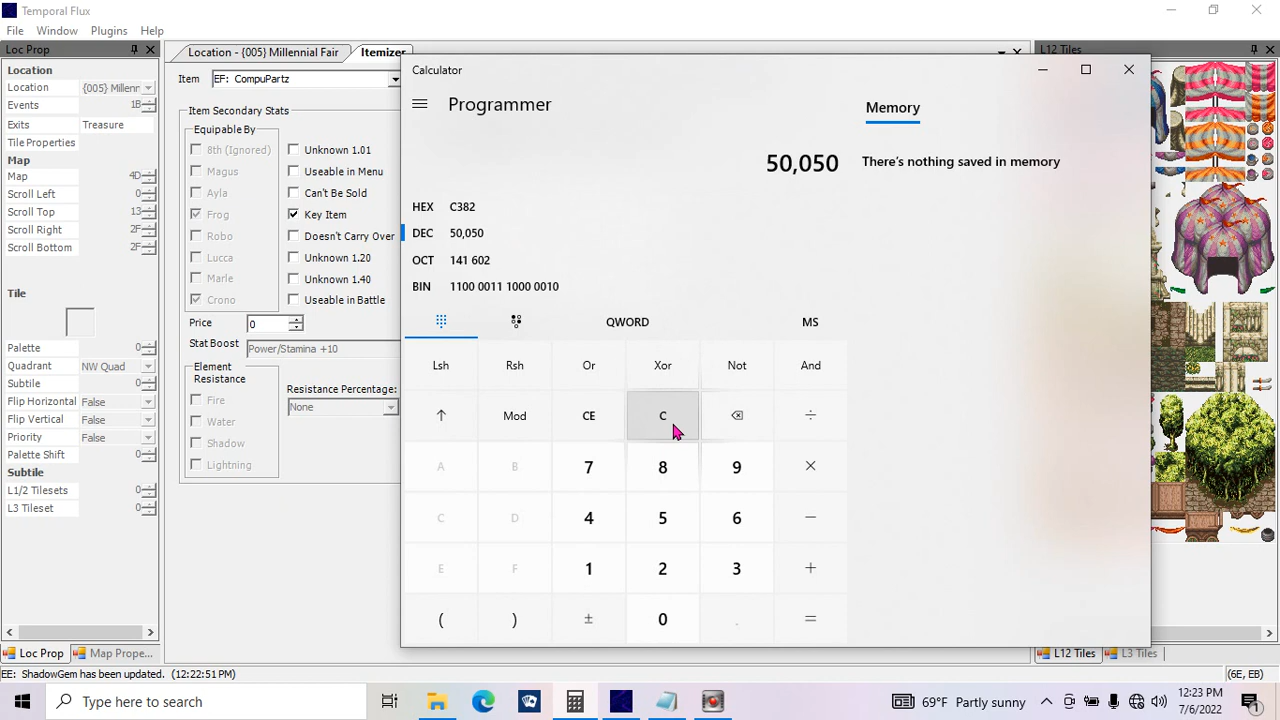 Temporal Flux
File Window Plugins Help
Loc Prop
Location - {005} Millennial Fair
Itemizer
L12 Tiles
Location
Location {005} Millenn
Events 1B
Exits Treasure
Tile Properties
Map
Map 4D
Scroll Left 0
Scroll Top 13
Scroll Right 2F
Scroll Bottom 2F
Tile
Palette 0
Quadrant NW Quad
Subtile 0
Flip Horizontal False
Flip Vertical False
Priority False
Palette Shift 0
Subtile
L1/2 Tilesets 0
L3 Tileset 0
Loc Prop Map Prope...
Item EF: CompuPartz
Item Secondary Stats
Equipable By
8th (Ignored) Unknown 1.01
Magus Useable in Menu
Ayla Can't Be Sold
Frog Key Item
Robo Doesn't Carry Over
Lucca Unknown 1.20
Marle Unknown 1.40
Crono Useable in Battle
Price 0
Stat Boost Power/Stamina +10
Element
Resistance
Resistance Percentage:
Fire None
Water
Shadow
Lightning
Calculator
Programmer
Memory
50,050
There's nothing saved in memory
HEX C382
DEC 50,050
OCT 141 602
BIN 1100 0011 1000 0010
QWORD MS
Lsh Rsh Or Xor Not And
Mod CE C ÷
A B 7 8 9 ×
C D 4 5 6 −
E F 1 2 3 +
( ) ± 0 . =
L12 Tiles L3 Tiles
EE: ShadowGem has been updated. (12:22:51 PM)
(6E, EB)
Type here to search
69°F Partly sunny
12:23 PM
7/6/2022
1